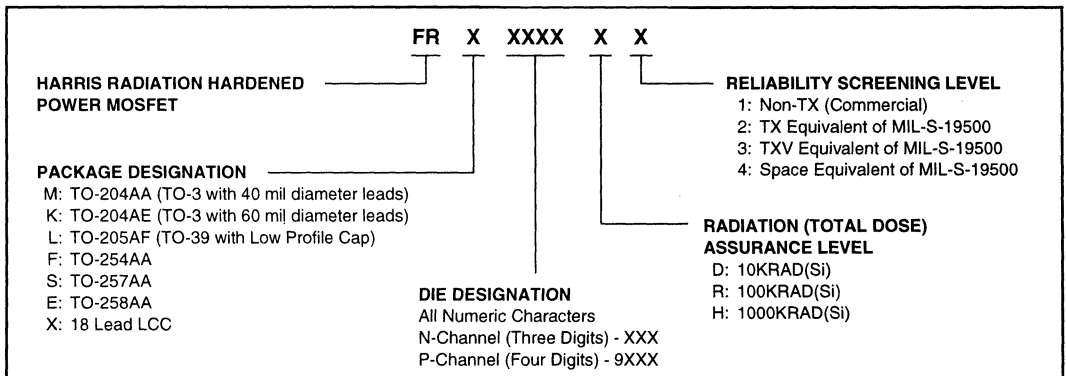 FR X XXXX X X
HARRIS RADIATION HARDENED
POWER MOSFET
RELIABILITY SCREENING LEVEL
1: Non-TX (Commercial)
2: TX Equivalent of MIL-S-19500
3: TXV Equivalent of MIL-S-19500
4: Space Equivalent of MIL-S-19500
PACKAGE DESIGNATION
M: TO-204AA (TO-3 with 40 mil diameter leads)
K: TO-204AE (TO-3 with 60 mil diameter leads)
L: TO-205AF (TO-39 with Low Profile Cap)
F: TO-254AA
S: TO-257AA
E: TO-258AA
X: 18 Lead LCC
RADIATION (TOTAL DOSE)
ASSURANCE LEVEL
D: 10KRAD(Si)
R: 100KRAD(Si)
H: 1000KRAD(Si)
DIE DESIGNATION
All Numeric Characters
N-Channel (Three Digits) - XXX
P-Channel (Four Digits) - 9XXX